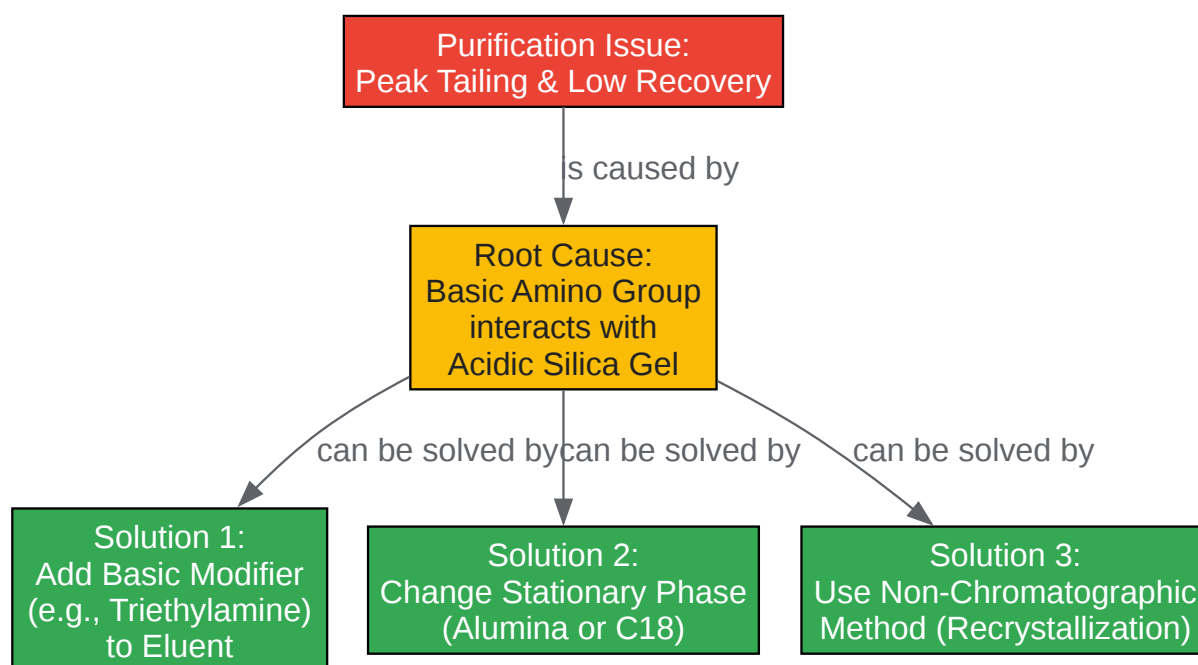 Purification Issue:
Peak Tailing & Low Recovery
is caused by
Root Cause:
Basic Amino Group
interacts with
Acidic Silica Gel
can be solved by
can be solved by
can be solved by
Solution 1:
Add Basic Modifier
(e.g., Triethylamine)
to Eluent
Solution 2:
Change Stationary Phase
(Alumina or C18)
Solution 3:
Use Non-Chromatographic
Method (Recrystallization)